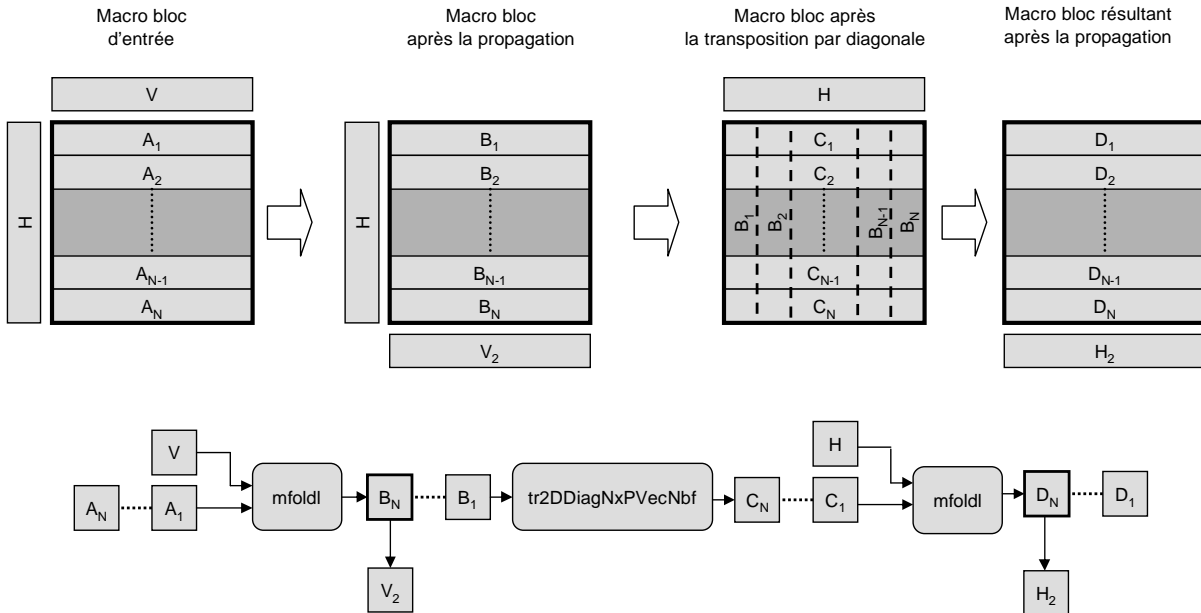 Macro bloc
d'entrée
Macro bloc
après la propagation
Macro bloc après
la transposition par diagonale
Macro bloc résultant
après la propagation
V
H
A1
A2
AN-1
AN
H
B1
B2
BN-1
BN
V2
H
C1
C2
B1
B2
BN-1
BN
CN-1
CN
D1
D2
DN-1
DN
H2
V
AN
A1
mfoldl
BN
B1
V2
tr2DDiagNxPVecNbf
CN
C1
H
mfoldl
DN
D1
H2